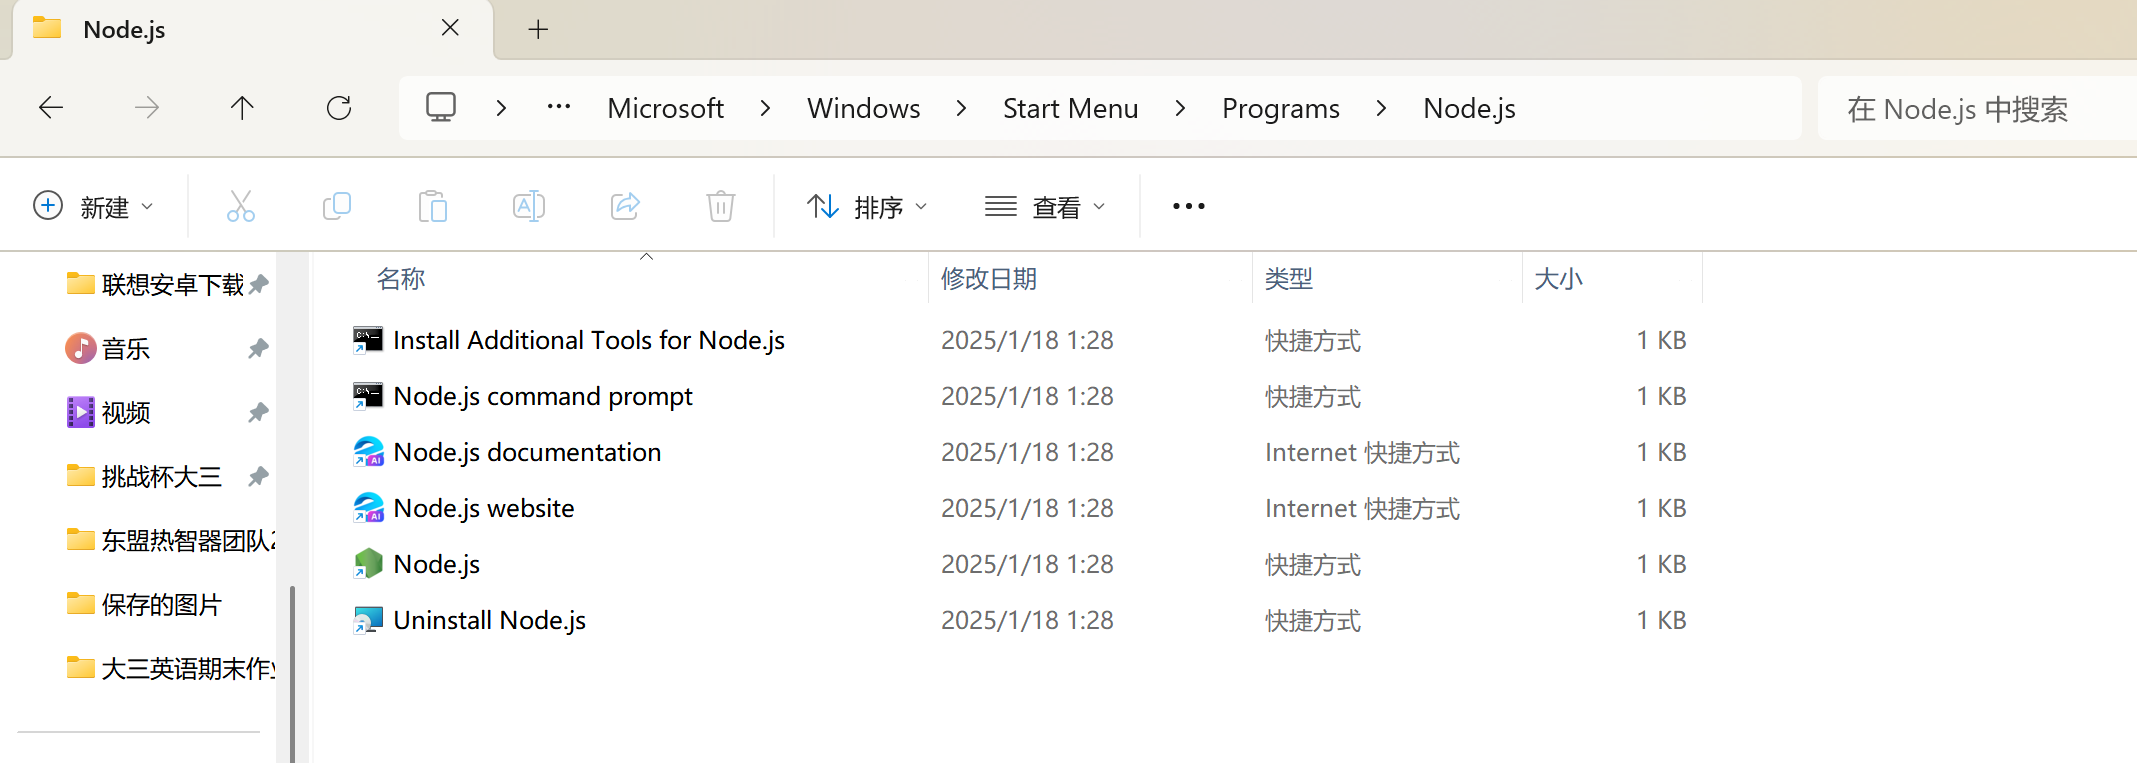 Node.js
Microsoft > Windows > Start Menu > Programs > Node.js
在 Node.js 中搜索
新建
排序
查看
联想安卓下载
音乐
视频
挑战杯大三
东盟热智器团队2
保存的图片
大三英语期末作
名称 修改日期 类型 大小
Install Additional Tools for Node.js 2025/1/18 1:28 快捷方式 1 KB
Node.js command prompt 2025/1/18 1:28 快捷方式 1 KB
Node.js documentation 2025/1/18 1:28 Internet 快捷方式 1 KB
Node.js website 2025/1/18 1:28 Internet 快捷方式 1 KB
Node.js 2025/1/18 1:28 快捷方式 1 KB
Uninstall Node.js 2025/1/18 1:28 快捷方式 1 KB